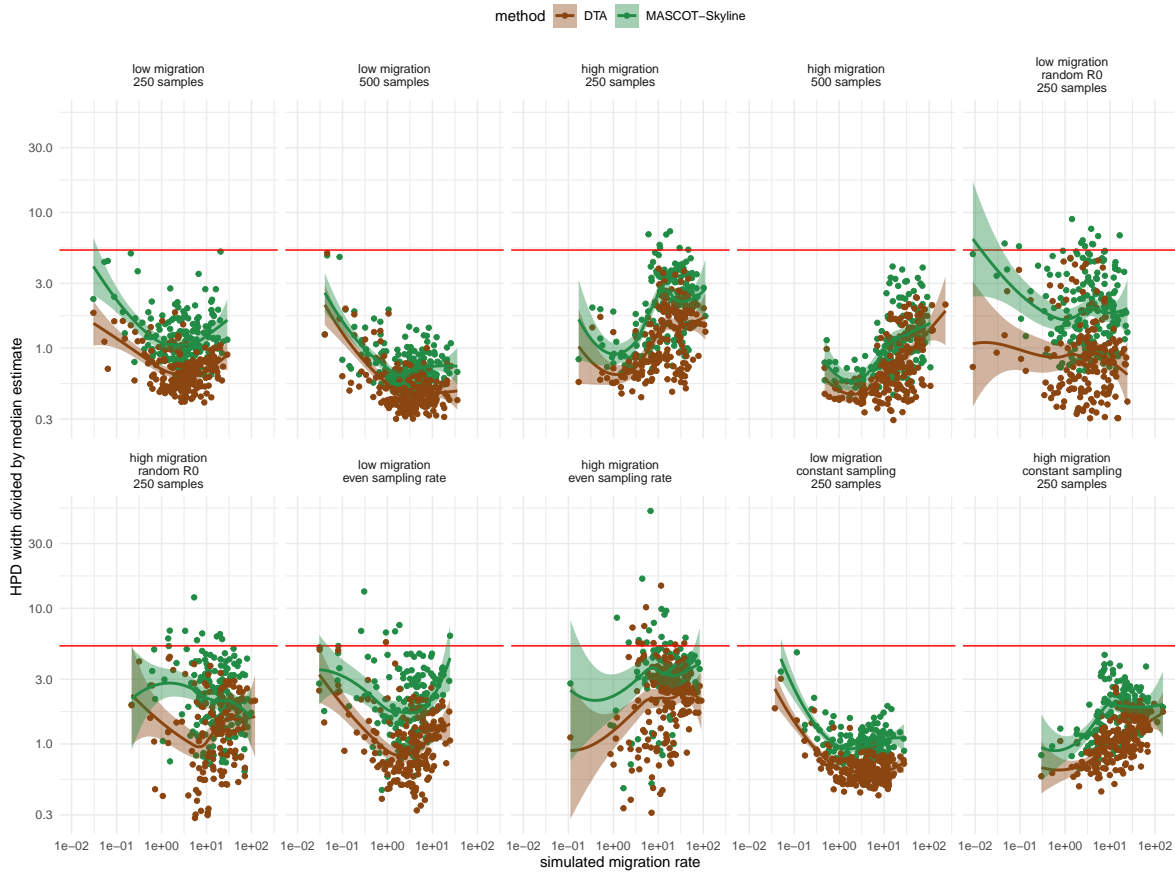 method DTA MASCOT−Skyline
low migration
250 samples
low migration
500 samples
high migration
250 samples
high migration
500 samples
low migration
random R0
250 samples
30.0
10.0
3.0
1.0
0.3
high migration
random R0
250 samples
low migration
even sampling rate
high migration
even sampling rate
low migration
constant sampling
250 samples
high migration
constant sampling
250 samples
30.0
10.0
3.0
1.0
0.3
1e−02 1e−01 1e+00 1e+01 1e+02 1e−02 1e−01 1e+00 1e+01 1e+02 1e−02 1e−01 1e+00 1e+01 1e+02 1e−02 1e−01 1e+00 1e+01 1e+02 1e−02 1e−01 1e+00 1e+01 1e+02
simulated migration rate
HPD width divided by median estimate